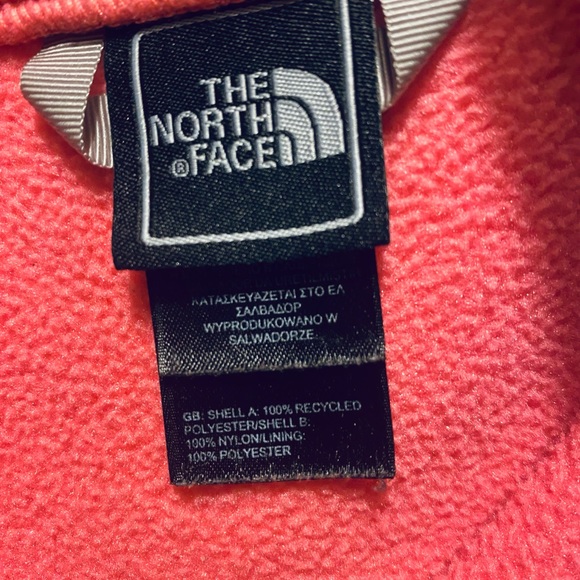 THE
NORTH
® FACE
ΚΑΤΑΣΚΕΥΑΖΕΤΑΙ ΣΤΟ ΕΛ
ΣΑΛΒΑΔΟΡ
WYPRODUKOWANO W
SALWADORZE
GB: SHELL A: 100% RECYCLED
POLYESTER/SHELL B:
100% NYLON/LINING:
100% POLYESTER